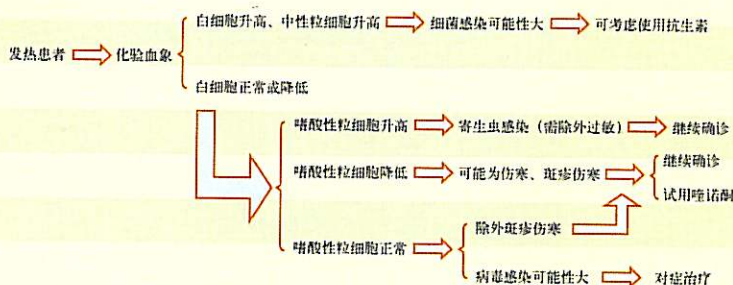 白细胞升高、中性粒细胞升高 细菌感染可能性大 可考虑使用抗生素
发热患者 化验血象
白细胞正常或降低
嗜酸性粒细胞升高 寄生虫感染（需除外过敏） 继续确诊
嗜酸性粒细胞降低 可能为伤寒、斑疹伤寒 继续确诊
试用喹诺酮
除外斑疹伤寒
嗜酸性粒细胞正常
病毒感染可能性大 对症治疗